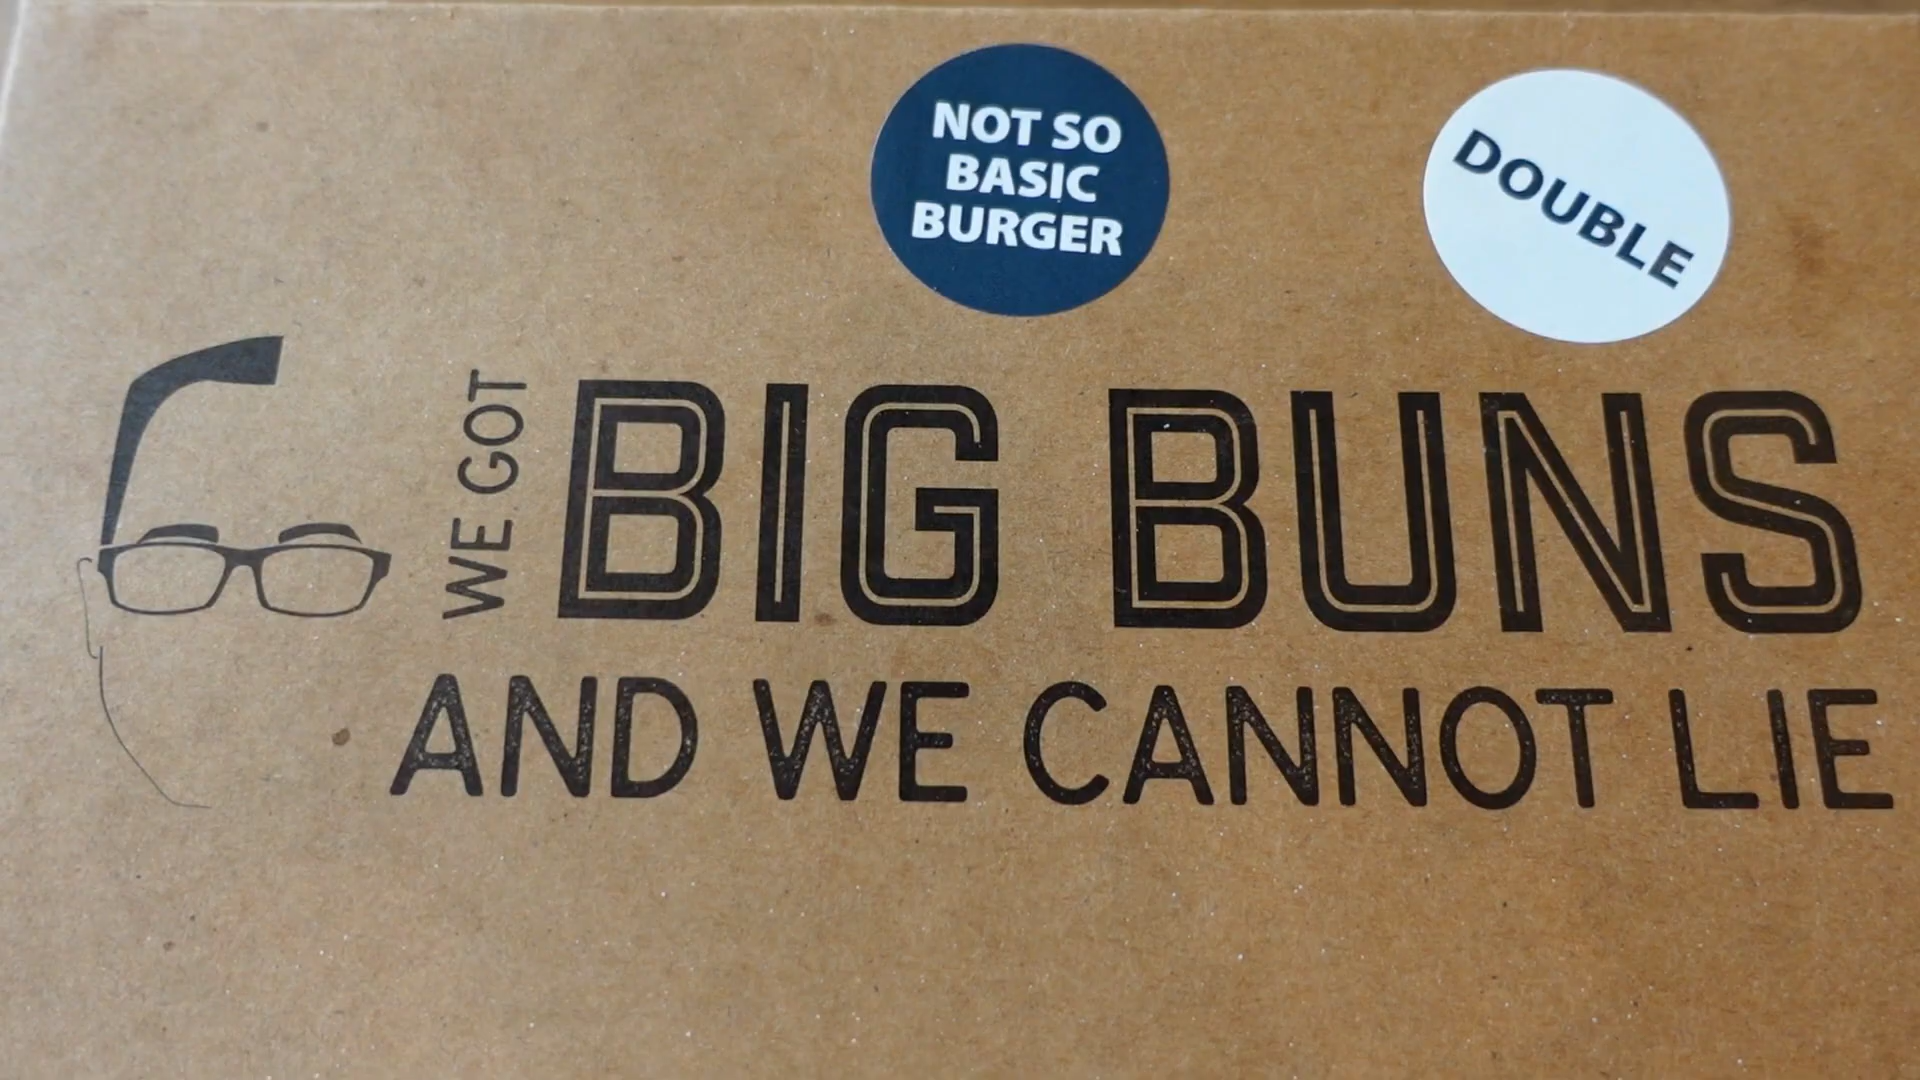 NOT SO
BASIC
BURGER
DOUBLE
WE GOT
BIG BUNS
AND WE CANNOT LIE